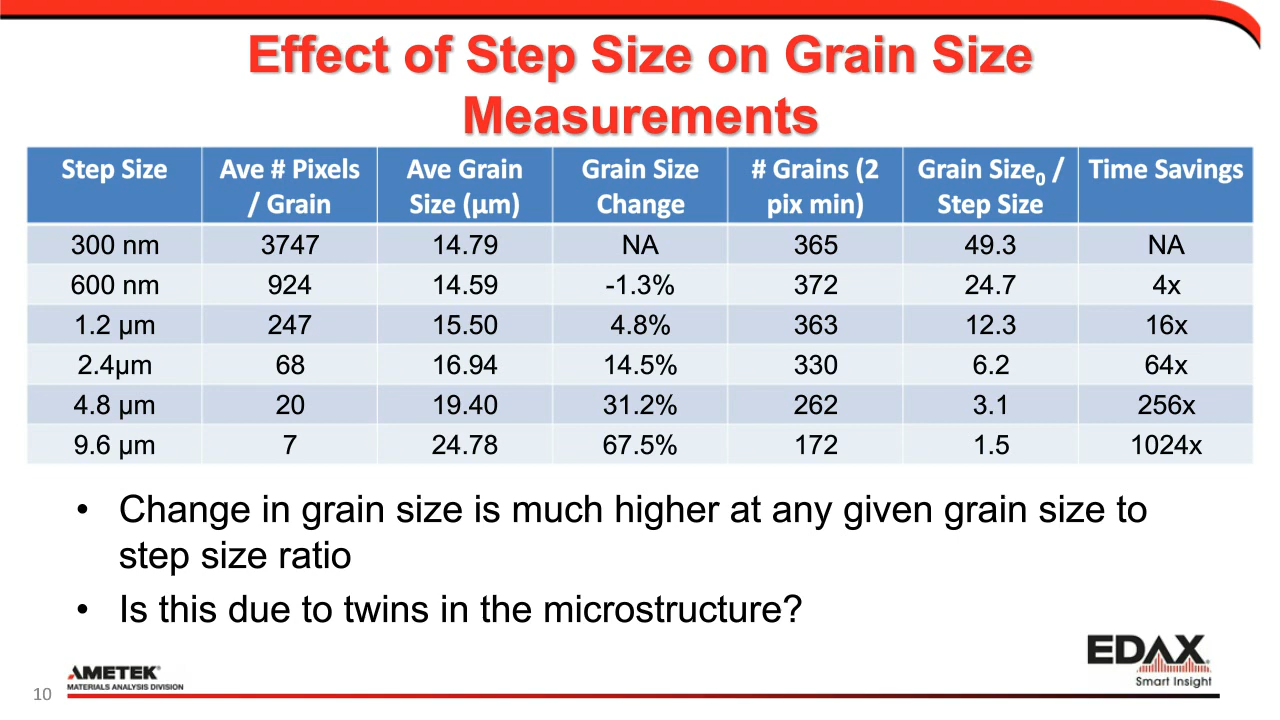 Effect of Step Size on Grain Size
Measurements
Step Size Ave # Pixels / Grain Ave Grain Size (µm) Grain Size Change # Grains (2 pix min) Grain Size₀ / Step Size Time Savings
300 nm 3747 14.79 NA 365 49.3 NA
600 nm 924 14.59 -1.3% 372 24.7 4x
1.2 µm 247 15.50 4.8% 363 12.3 16x
2.4µm 68 16.94 14.5% 330 6.2 64x
4.8 µm 20 19.40 31.2% 262 3.1 256x
9.6 µm 7 24.78 67.5% 172 1.5 1024x
• Change in grain size is much higher at any given grain size to
step size ratio
• Is this due to twins in the microstructure?
10
AMETEK®
MATERIALS ANALYSIS DIVISION
EDAX
Smart Insight